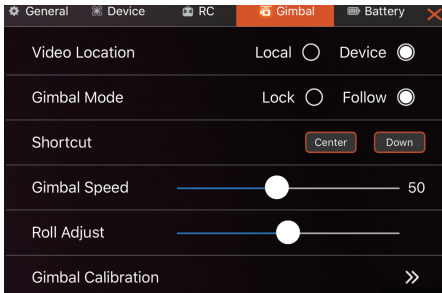 General Device RC Gimbal Battery
Video Location Local Device
Gimbal Mode Lock Follow
Shortcut Center Down
Gimbal Speed 50
Roll Adjust
Gimbal Calibration